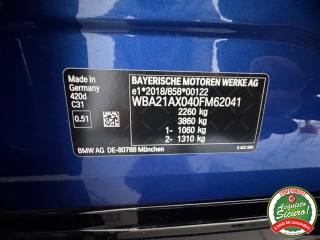 Made in
Germany
420d
C31
0.51
BAYERISCHE MOTOREN WERKE AG
e1*2018/858*00122
WBA21AX040FM62041
2260 kg
3860 kg
1- 1060 kg
2- 1310 kg
BMW AG DE-80788 München
Acquisto
Sicuro!